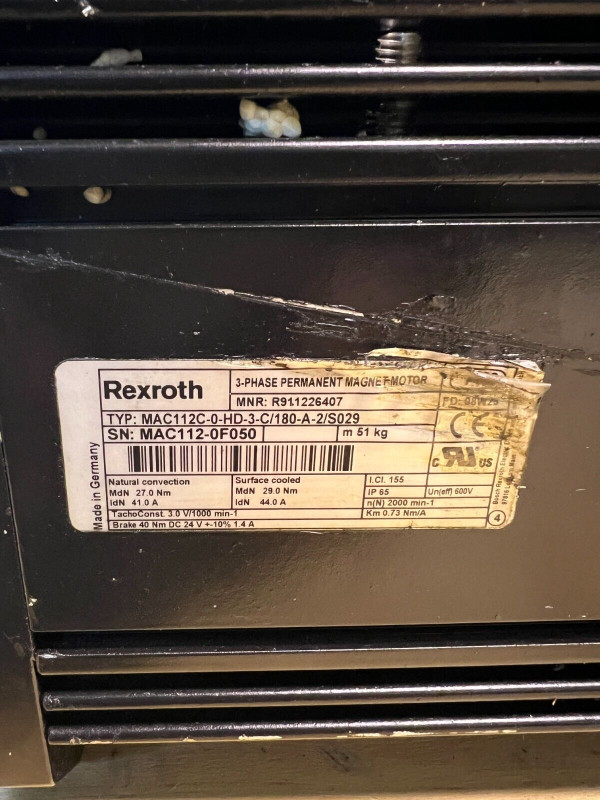 Rexroth
3-PHASE PERMANENT MAGNET-MOTOR
MNR: R911226407
TYP: MAC112C-0-HD-3-C/180-A-2/S029
SN: MAC112-0F050
m 51 kg
CE
c RU US
Made in Germany
Natural convection
MdN 27.0 Nm
IdN 41.0 A
Surface cooled
MdN 29.0 Nm
IdN 44.0 A
I.Cl. 155
IP 65
Un(eff) 600V
n(N) 2000 min-1
TachoConst. 3.0 V/1000 min-1
Km 0.73 Nm/A
Brake 40 Nm DC 24 V +-10% 1.4 A
4